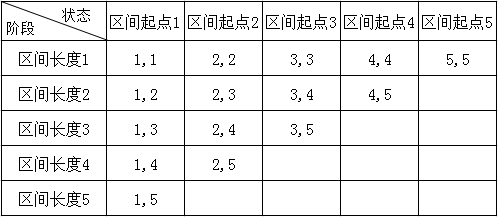 状态 区间起点1 区间起点2 区间起点3 区间起点4 区间起点5
阶段
区间长度1 1,1 2,2 3,3 4,4 5,5
区间长度2 1,2 2,3 3,4 4,5
区间长度3 1,3 2,4 3,5
区间长度4 1,4 2,5
区间长度5 1,5